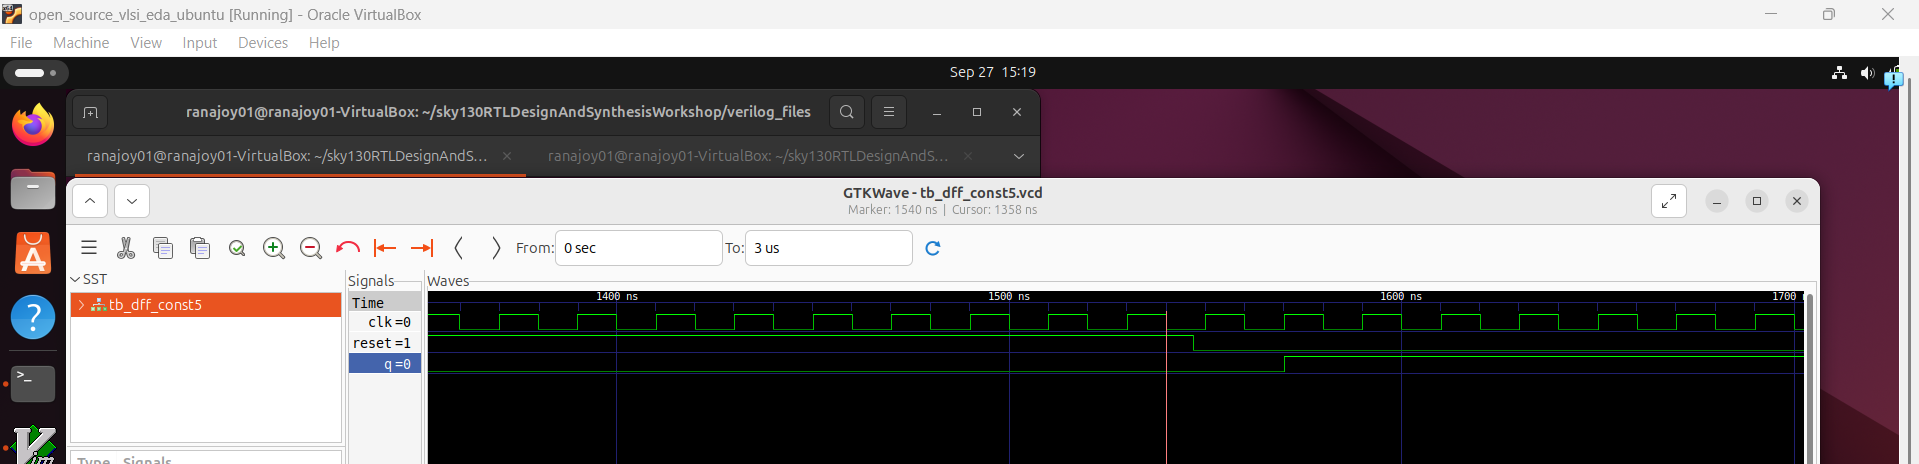 open_source_vlsi_eda_ubuntu [Running] - Oracle VirtualBox
File Machine View Input Devices Help
Sep 27 15:19
ranajoy01@ranajoy01-VirtualBox: ~/sky130RTLDesignAndSynthesisWorkshop/verilog_files
ranajoy01@ranajoy01-VirtualBox: ~/sky130RTLDesignAndS...
ranajoy01@ranajoy01-VirtualBox: ~/sky130RTLDesignAndS...
GTKWave - tb_dff_const5.vcd
Marker: 1540 ns | Cursor: 1358 ns
From: 0 sec To: 3 us
SST
tb_dff_const5
Type Signals
Signals
Time
clk=0
reset=1
q=0
Waves
1400 ns 1500 ns 1600 ns 1700